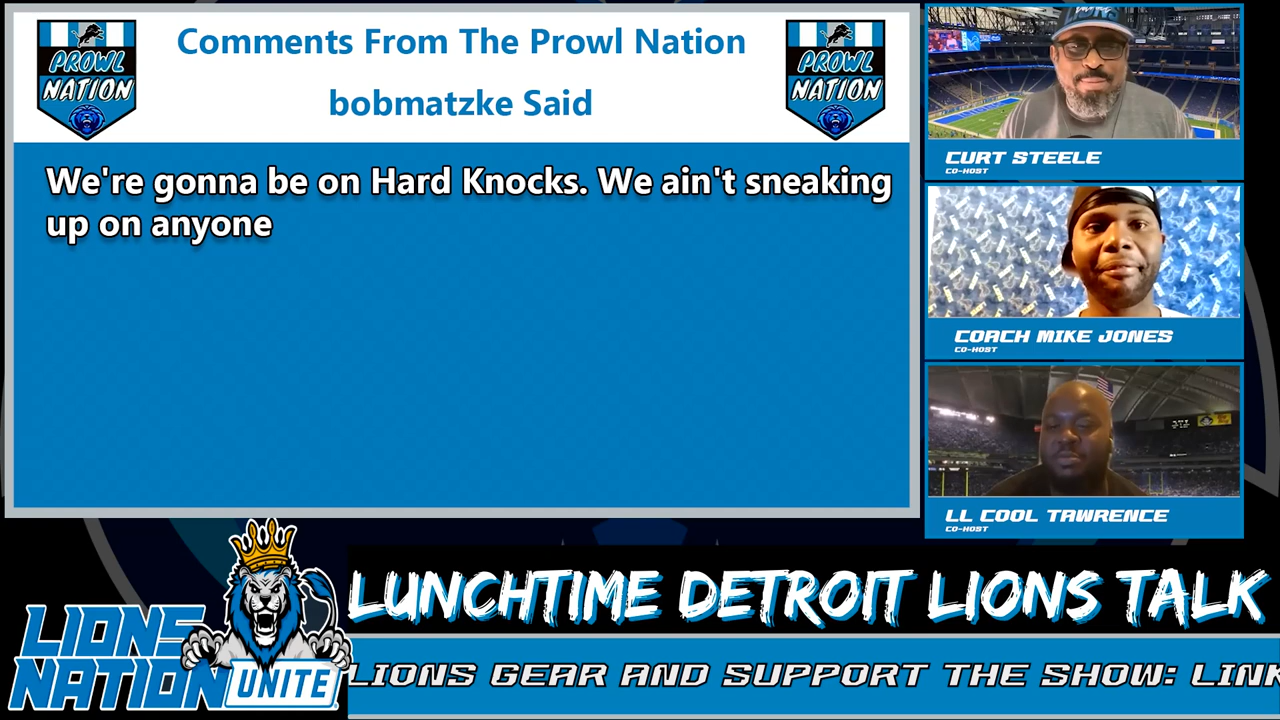 Comments From The Prowl Nation
bobmatzke Said
PROWL
NATION
PROWL
NATION
We're gonna be on Hard Knocks. We ain't sneaking
up on anyone
CURT STEELE
CO-HOST
COACH MIKE JONES
CO-HOST
LL COOL TAWRENCE
CO-HOST
LIONS
NATION
UNITE
LUNCHTIME DETROIT LIONS TALK
LIONS GEAR AND SUPPORT THE SHOW: LINK